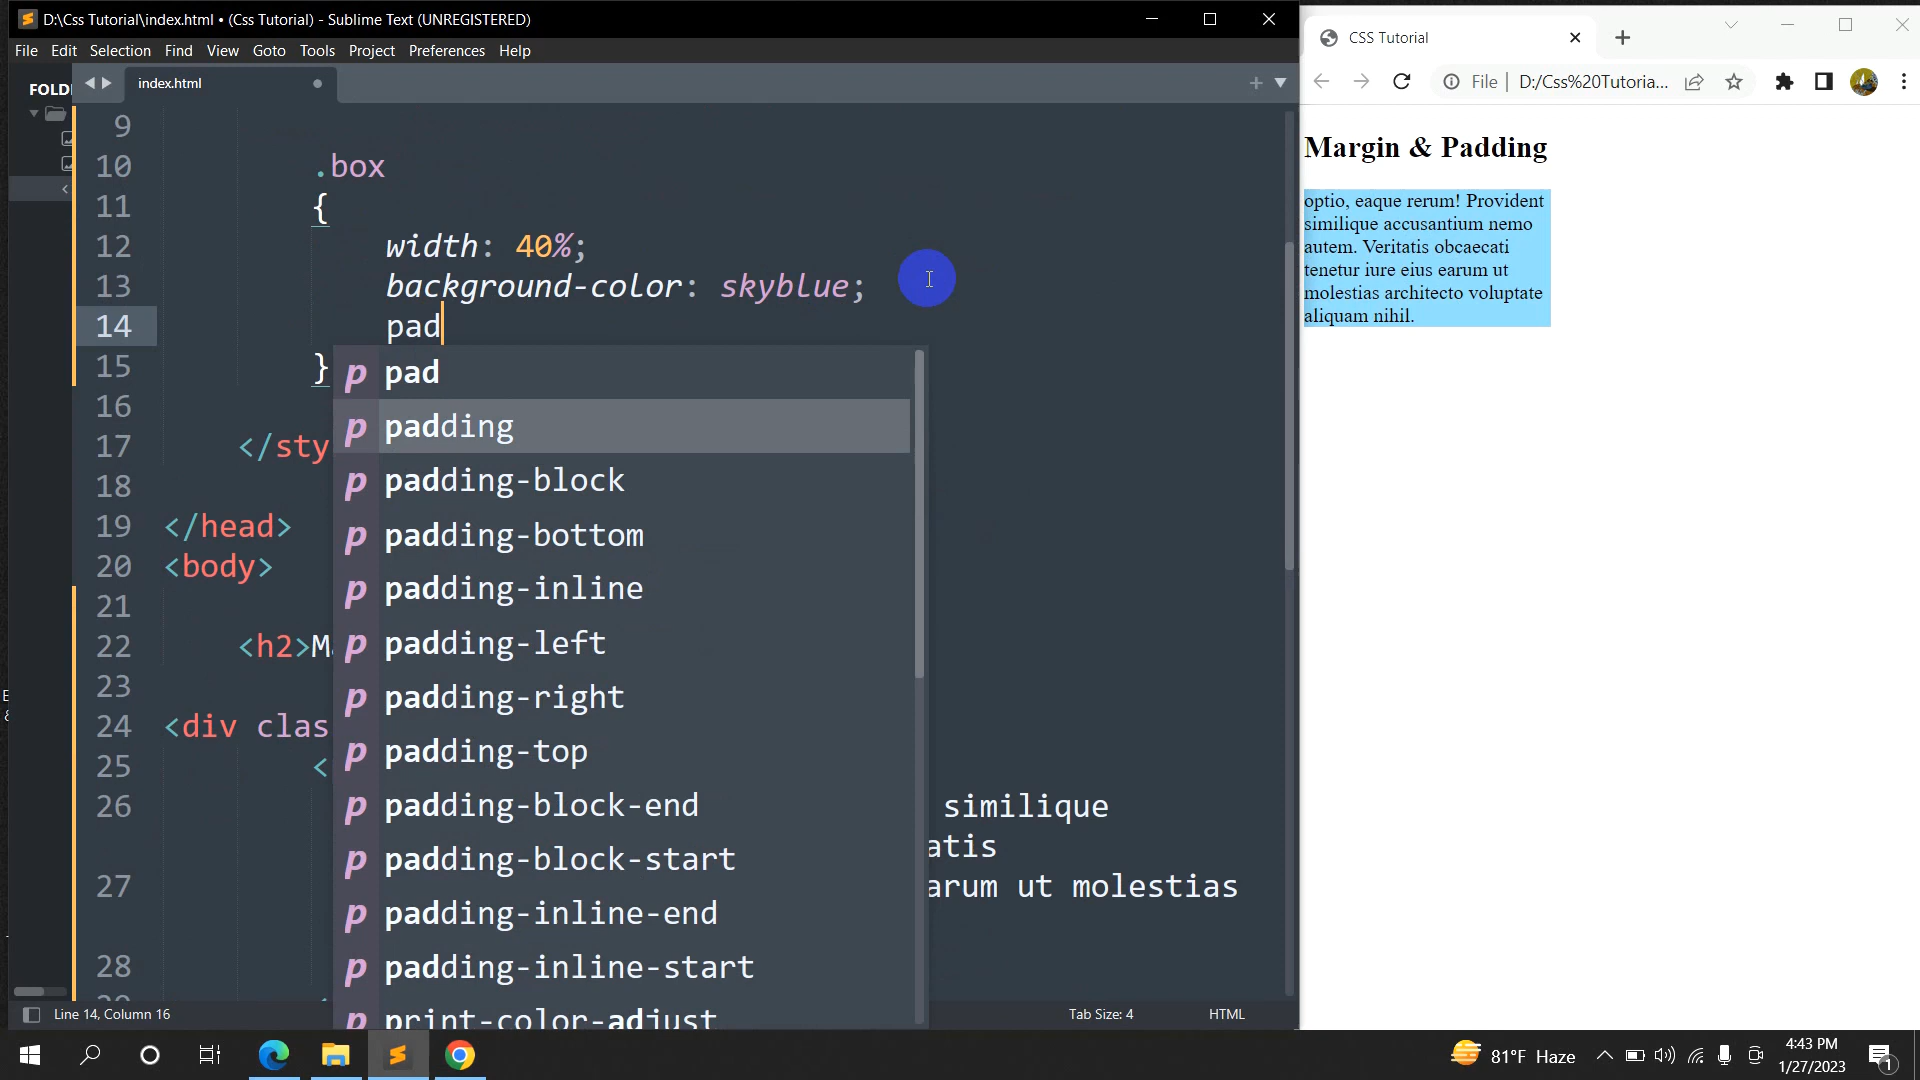 D:\Css Tutorial\index.html • (Css Tutorial) - Sublime Text (UNREGISTERED)
File Edit Selection Find View Goto Tools Project Preferences Help
FOLD
index.html
9
10 .box
11 {
12 width: 40%;
13 background-color: skyblue;
14 pad
15 }
16
17 </sty
18
19 </head>
20 <body>
21
22 <h2>M
23
24 <div clas
25 <
26 similique
atis
27 arum ut molestias
28
p pad
p padding
p padding-block
p padding-bottom
p padding-inline
p padding-left
p padding-right
p padding-top
p padding-block-end
p padding-block-start
p padding-inline-end
p padding-inline-start
p print-color-adjust
Line 14, Column 16
Tab Size: 4
HTML
CSS Tutorial
File | D:/Css%20Tutoria...
Margin & Padding
optio, eaque rerum! Provident
similique accusantium nemo
autem. Veritatis obcaecati
tenetur iure eius earum ut
molestias architecto voluptate
aliquam nihil.
81°F Haze
4:43 PM
1/27/2023
1